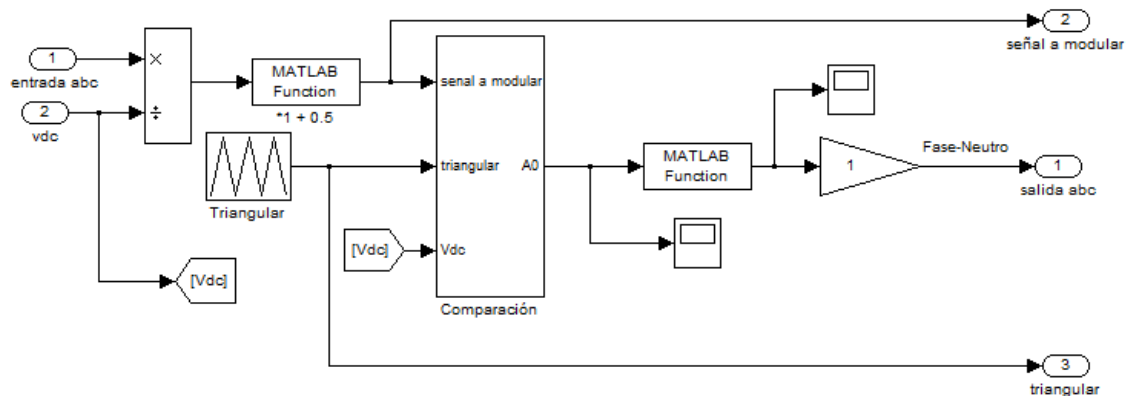 1
entrada abc
2
vdc
×
÷
MATLAB
Function
*1 + 0.5
Triangular
[Vdc]
[Vdc]
senal a modular
triangular
A0
Vdc
Comparación
MATLAB
Function
1
Fase-Neutro
2
señal a modular
1
salida abc
3
triangular